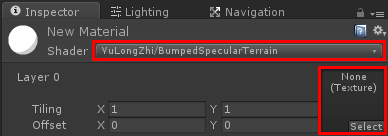 Inspector Lighting Navigation
New Material
Shader YuLongZhi/BumpedSpecularTerrain
Layer 0
None
(Texture)
Tiling X 1 Y 1
Offset X 0 Y 0
Select